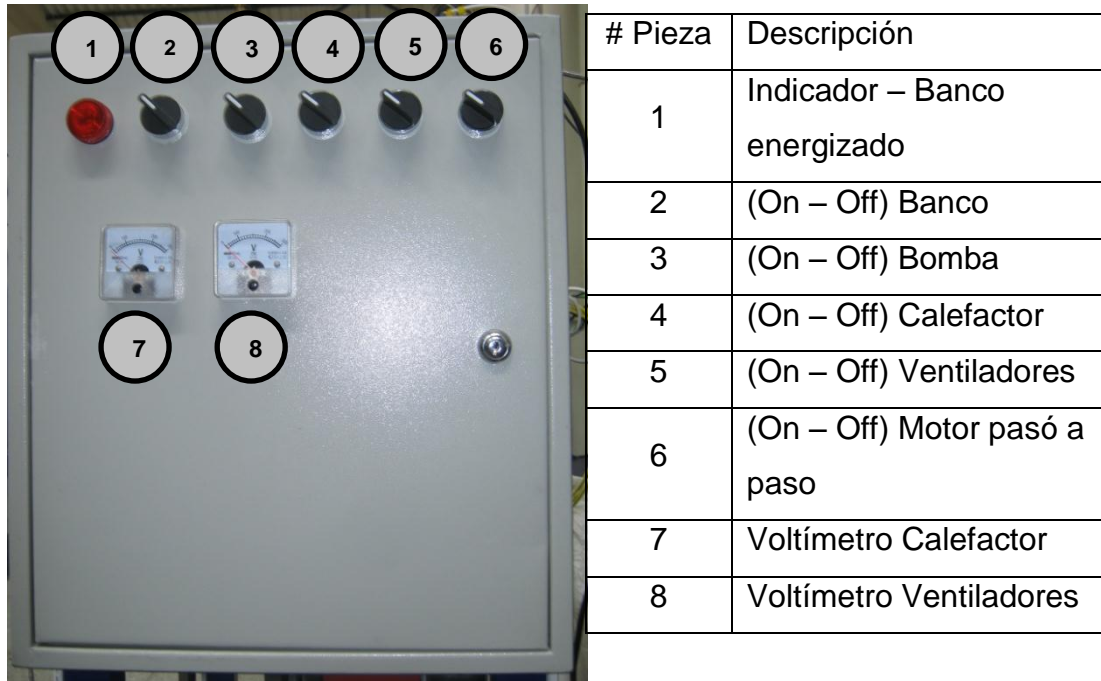 1 2 3 4 5 6
7 8
V V
# Pieza Descripción
1 Indicador – Banco
energizado
2 (On – Off) Banco
3 (On – Off) Bomba
4 (On – Off) Calefactor
5 (On – Off) Ventiladores
6 (On – Off) Motor pasó a
paso
7 Voltímetro Calefactor
8 Voltímetro Ventiladores